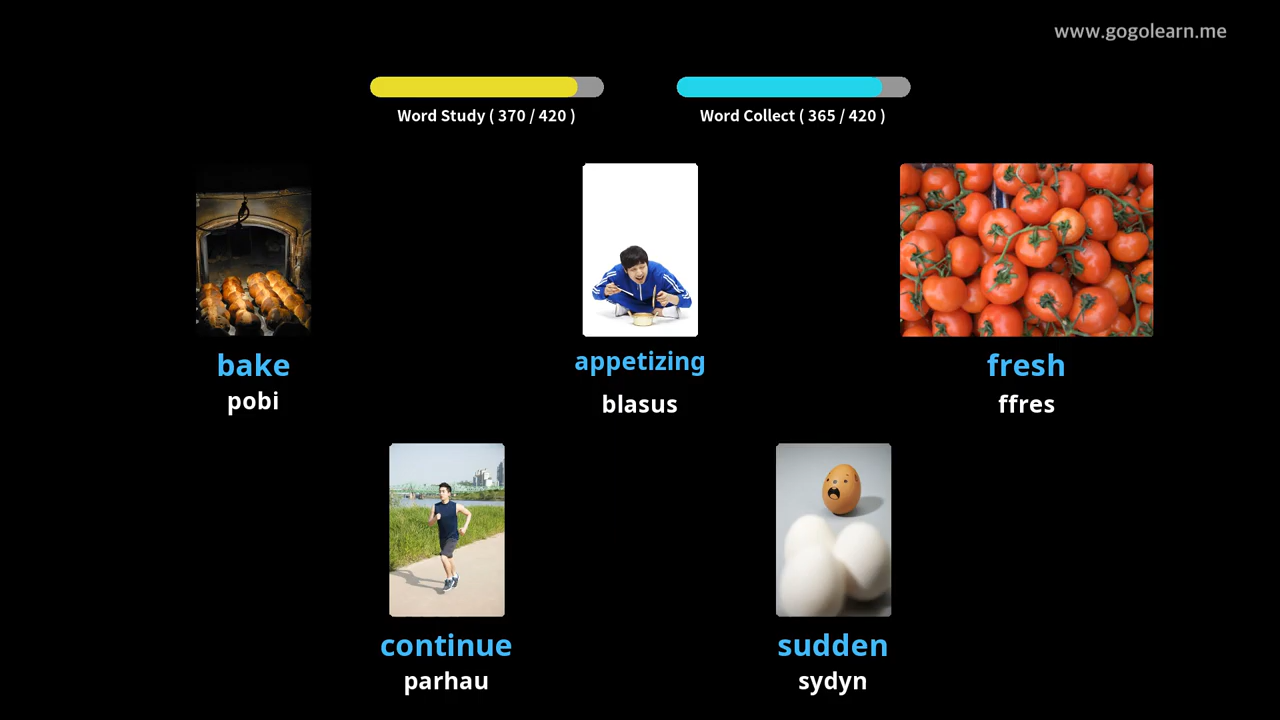 www.gogolearn.me
Word Study ( 370 / 420 )
Word Collect ( 365 / 420 )
bake
pobi
appetizing
blasus
fresh
ffres
continue
parhau
sudden
sydyn